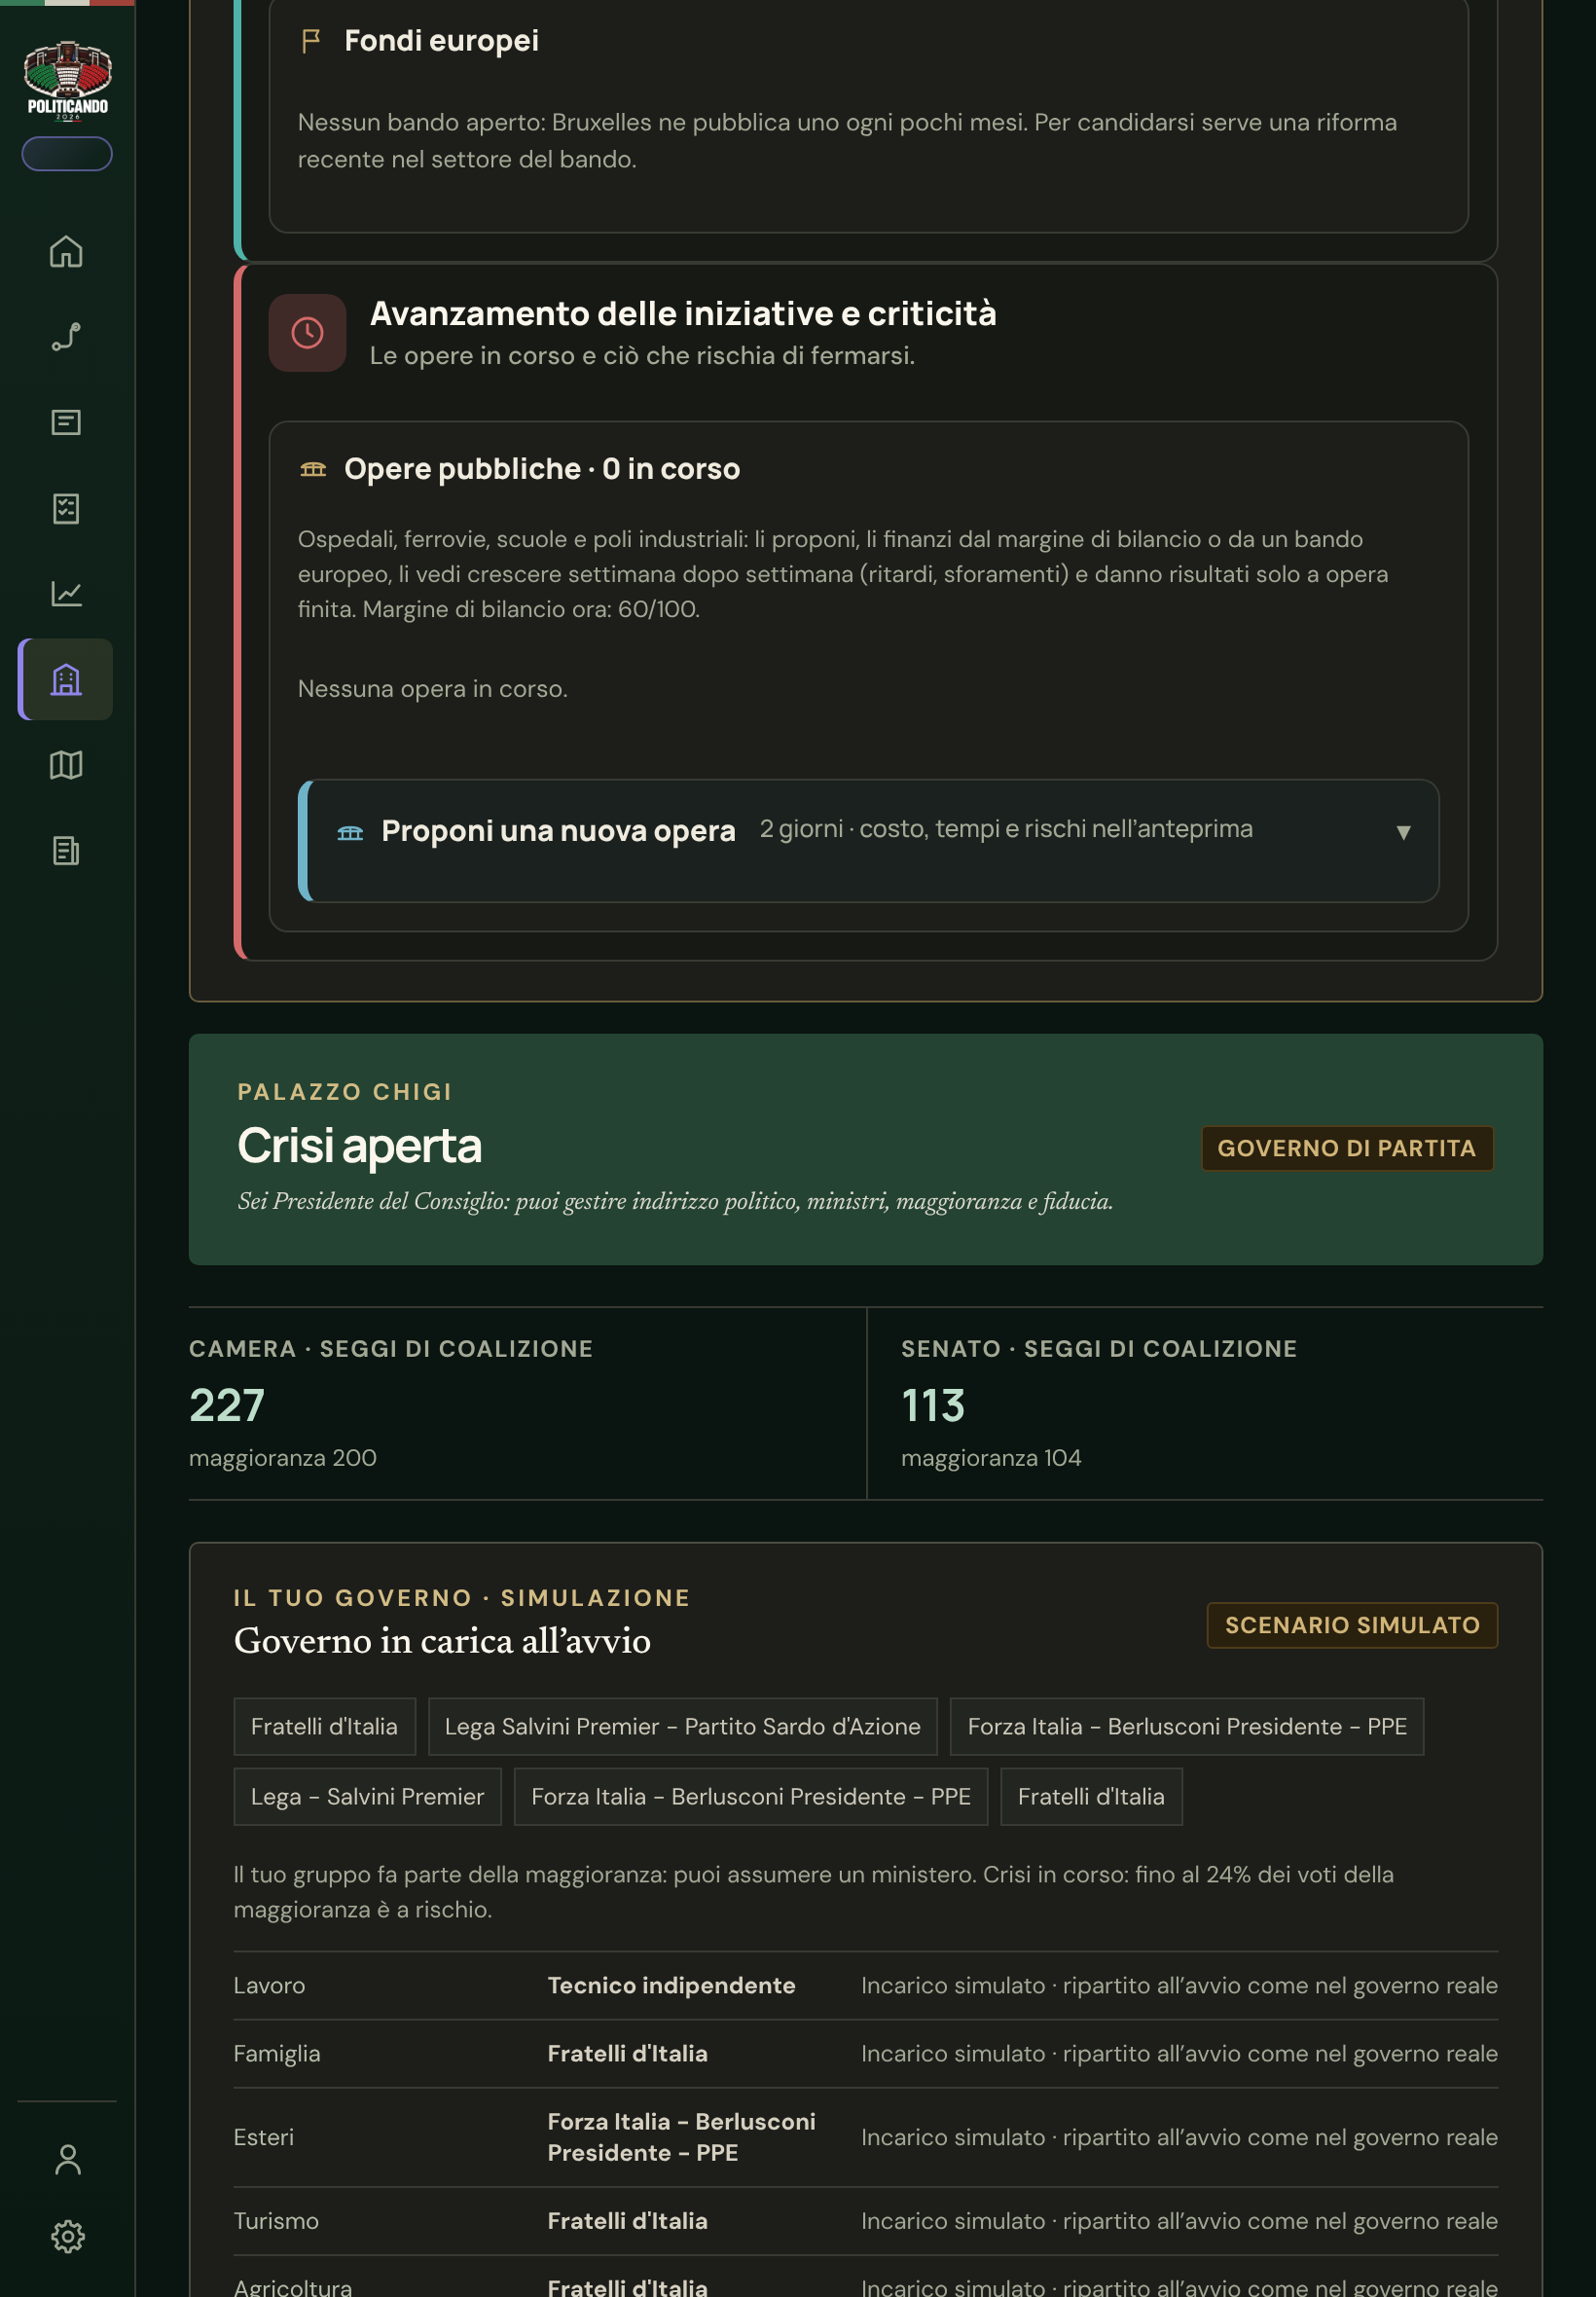 POLITICANDO
2026
Fondi europei
Nessun bando aperto: Bruxelles ne pubblica uno ogni pochi mesi. Per candidarsi serve una riforma
recente nel settore del bando.
Avanzamento delle iniziative e criticità
Le opere in corso e ciò che rischia di fermarsi.
Opere pubbliche · 0 in corso
Ospedali, ferrovie, scuole e poli industriali: li proponi, li finanzi dal margine di bilancio o da un bando
europeo, li vedi crescere settimana dopo settimana (ritardi, sforamenti) e danno risultati solo a opera
finita. Margine di bilancio ora: 60/100.
Nessuna opera in corso.
Proponi una nuova opera 2 giorni · costo, tempi e rischi nell’anteprima ▼
PALAZZO CHIGI
Crisi aperta
GOVERNO DI PARTITA
Sei Presidente del Consiglio: puoi gestire indirizzo politico, ministri, maggioranza e fiducia.
CAMERA · SEGGI DI COALIZIONE
227
maggioranza 200
SENATO · SEGGI DI COALIZIONE
113
maggioranza 104
IL TUO GOVERNO · SIMULAZIONE
Governo in carica all’avvio
SCENARIO SIMULATO
Fratelli d'Italia
Lega Salvini Premier - Partito Sardo d'Azione
Forza Italia - Berlusconi Presidente - PPE
Lega - Salvini Premier
Forza Italia - Berlusconi Presidente - PPE
Fratelli d'Italia
Il tuo gruppo fa parte della maggioranza: puoi assumere un ministero. Crisi in corso: fino al 24% dei voti della
maggioranza è a rischio.
Lavoro Tecnico indipendente Incarico simulato · ripartito all’avvio come nel governo reale
Famiglia Fratelli d'Italia Incarico simulato · ripartito all’avvio come nel governo reale
Esteri Forza Italia - Berlusconi
Presidente - PPE Incarico simulato · ripartito all’avvio come nel governo reale
Turismo Fratelli d'Italia Incarico simulato · ripartito all’avvio come nel governo reale
Agricoltura Fratelli d'Italia Incarico simulato · ripartito all’avvio come nel governo reale